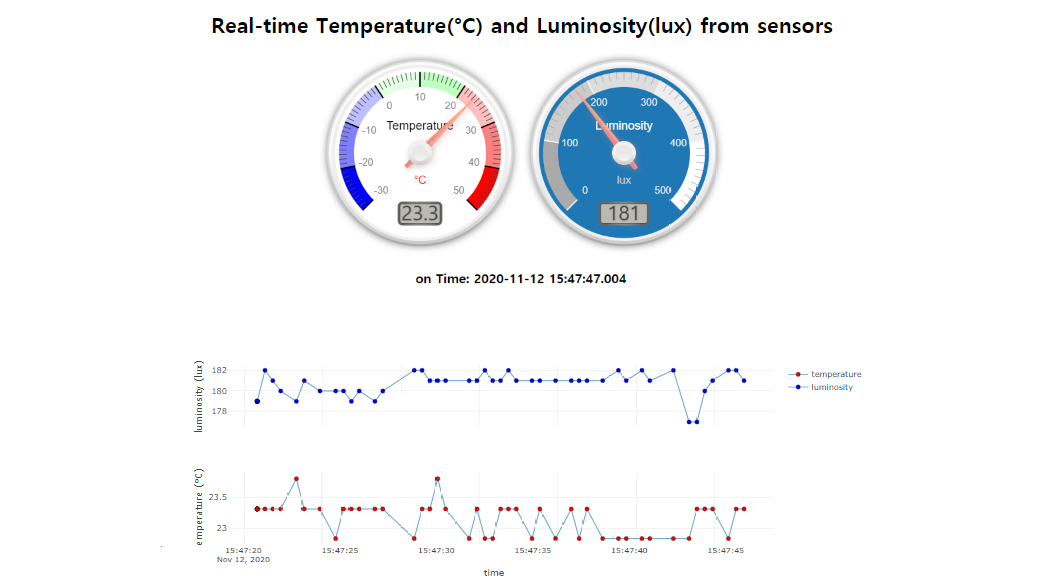 Real-time Temperature(°C) and Luminosity(lux) from sensors
-30
-20
-10
0
10
20
30
40
50
Temperature
°C
23.3
0
100
200
300
400
500
Luminosity
lux
181
on Time: 2020-11-12 15:47:47.004
luminosity (lux)
182
180
178
temperature
luminosity
emperature (°C)
23.5
23
15:47:20
15:47:25
15:47:30
15:47:35
15:47:40
15:47:45
Nov 12, 2020
time